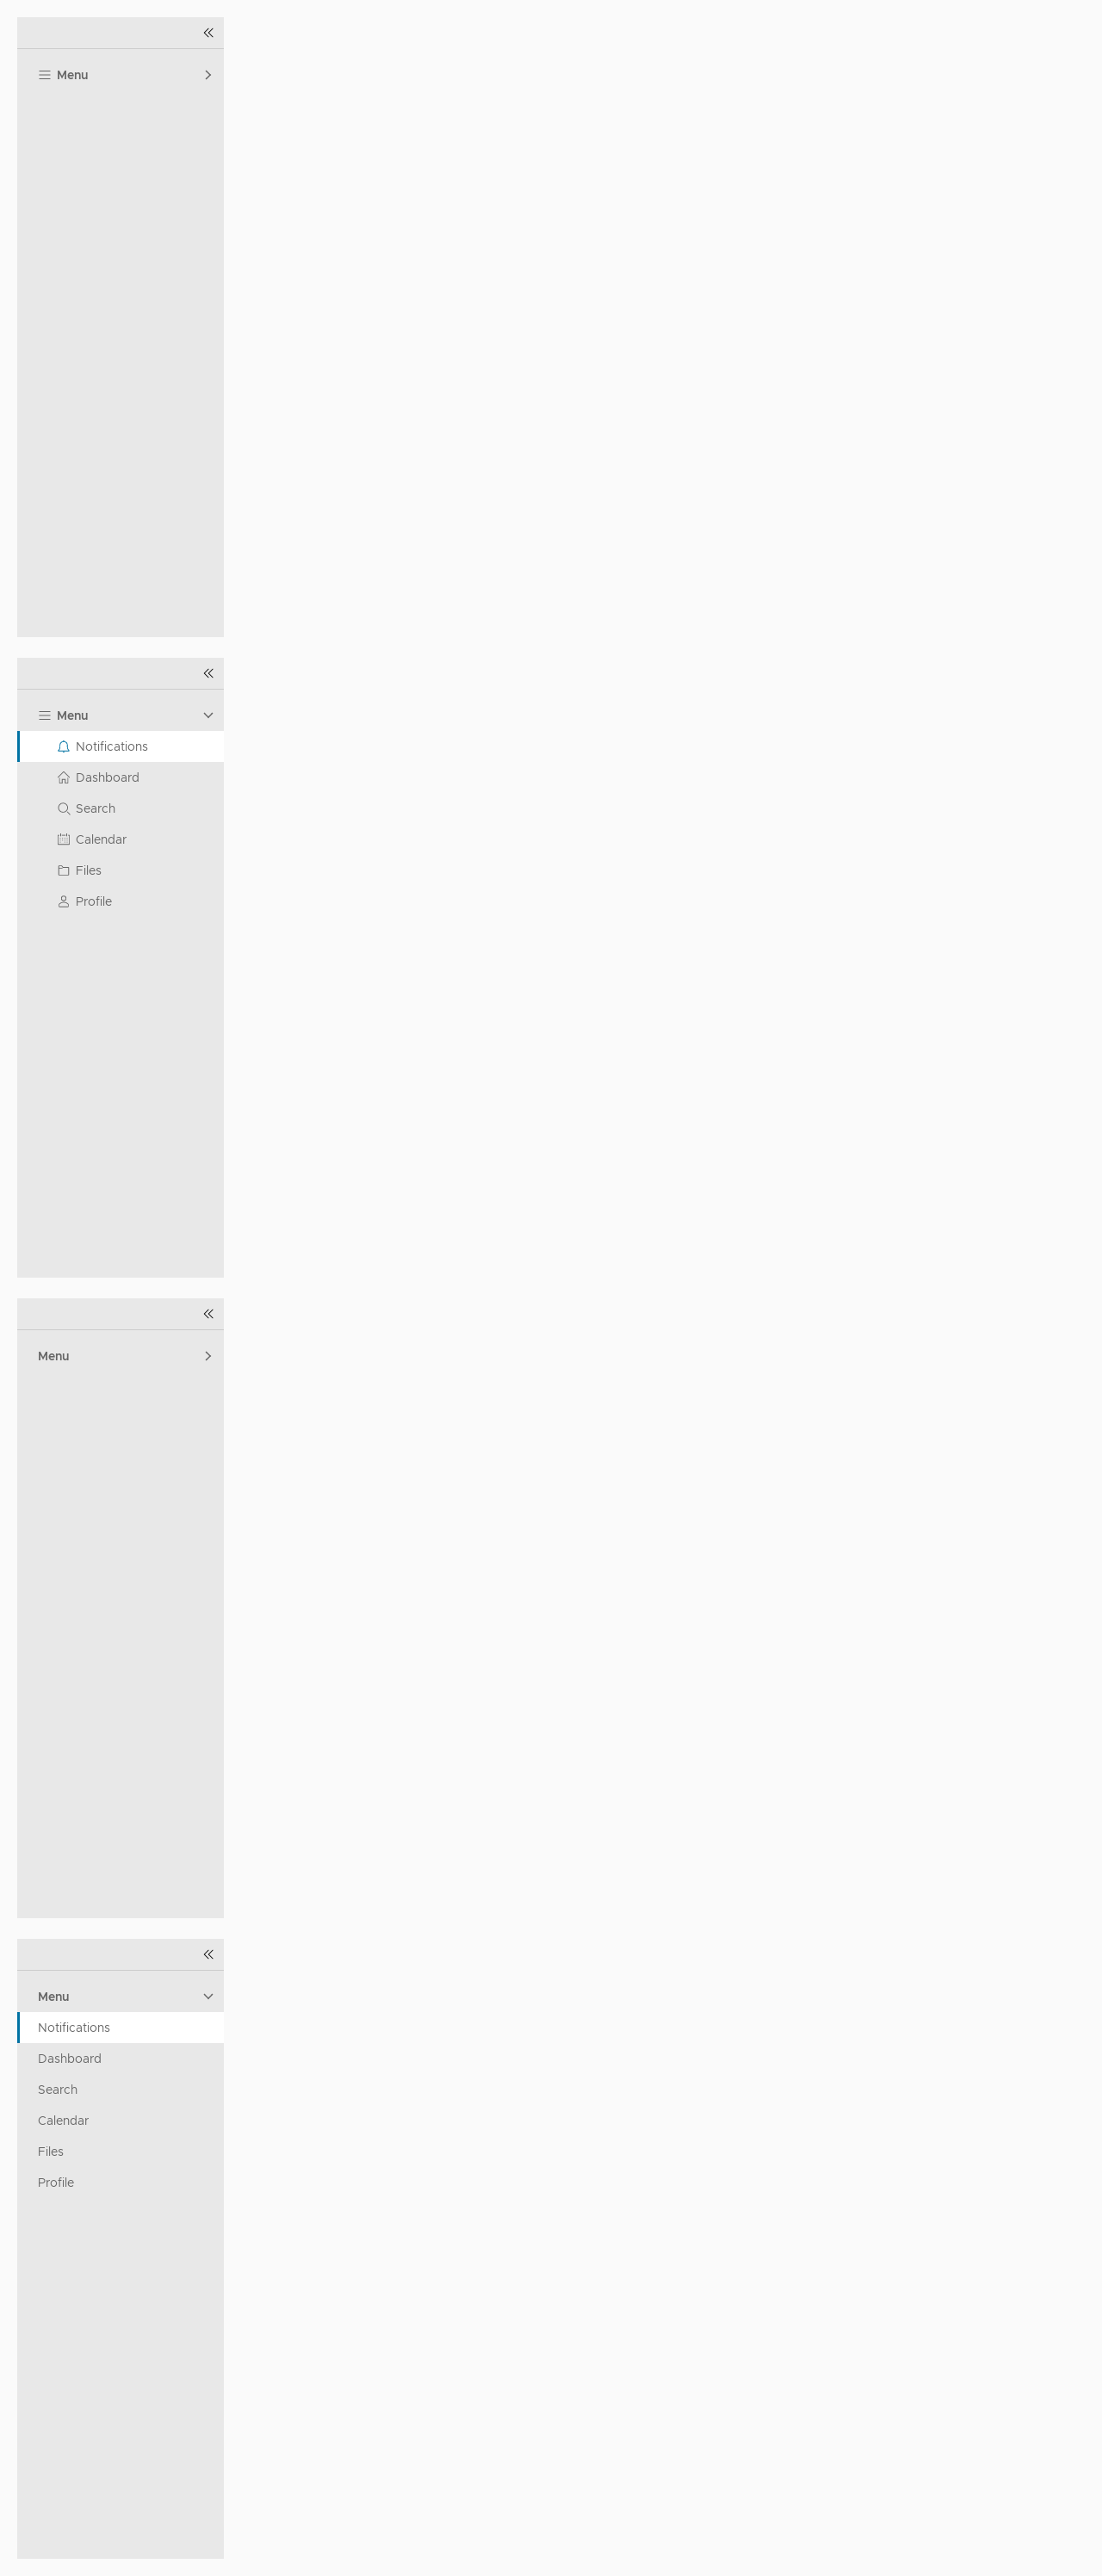 Menu
Menu
Notifications
Dashboard
Search
Calendar
Files
Profile
Menu
Menu
Notifications
Dashboard
Search
Calendar
Files
Profile